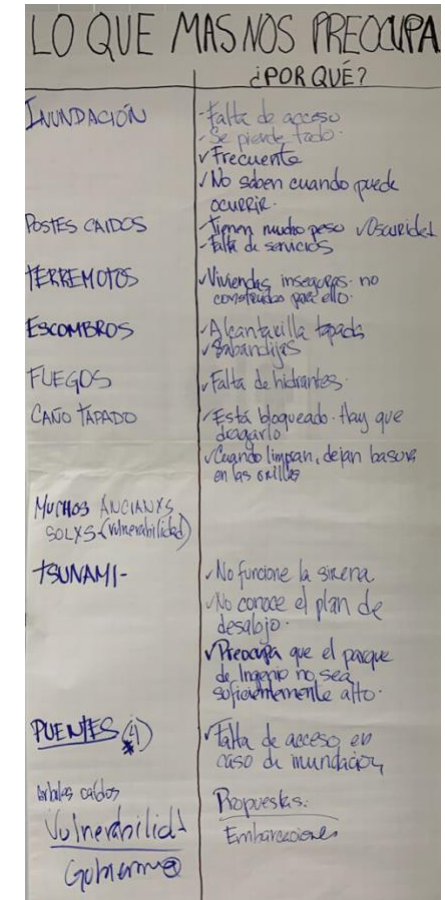 LO QUE MAS NOS PREOCUPA
¿POR QUÉ?
INUNDACIÓN
- Falta de acceso
- Se pierde todo.
✓ Frecuente
✓ No saben cuando puede
ocurrir.
POSTES CAIDOS
- Tienen mucho peso ✓ Oscuridad
- Falta de servicios
TERREMOTOS
✓ Viviendas inseguras. no
construidas para ello.
ESCOMBROS
✓ Alcantarilla tapada
✓ Sabandijas
FUEGOS
✓ Falta de hidrantes.
CAÑO TAPADO
✓ Está bloqueado. Hay que
dragarlo
✓ Cuando limpian, dejan basura
en las orillas
MUCHOS ANCIANXS
SOLXS - (Vulnerabilidad)
TSUNAMI -
✓ No funcione la sirena
✓ No conoce el plan de
desalojo.
✓ Preocupa que el parque
de Ingenio no sea
suficientemente alto.
PUENTES (4)
✓ Falta de acceso en
caso de inundación
Arboles caídos
Vulnerabilidad
Gobierno
Propuestas:
Embarcaciones